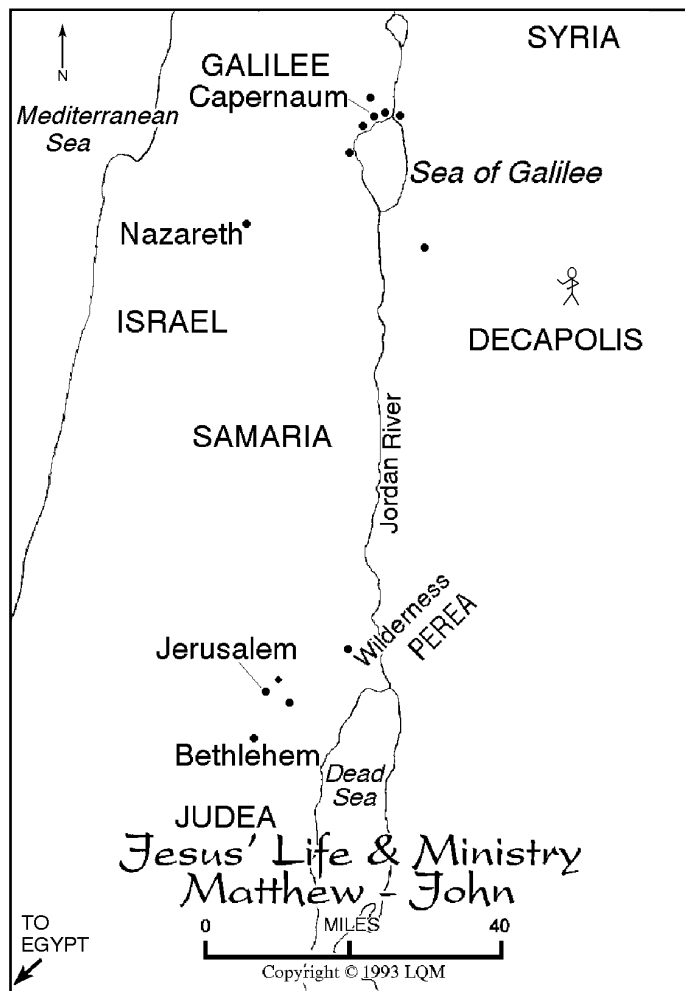 SYRIA
GALILEE
Capernaum
Mediterranean
Sea
N
Sea of Galilee
Nazareth
ISRAEL
DECAPOLIS
SAMARIA
Jordan River
Wilderness
PEREA
Jerusalem
Bethlehem
Dead
Sea
JUDEA
Jesus' Life & Ministry
Matthew - John
0 MILES 40
TO
EGYPT
Copyright © 1993 LQM